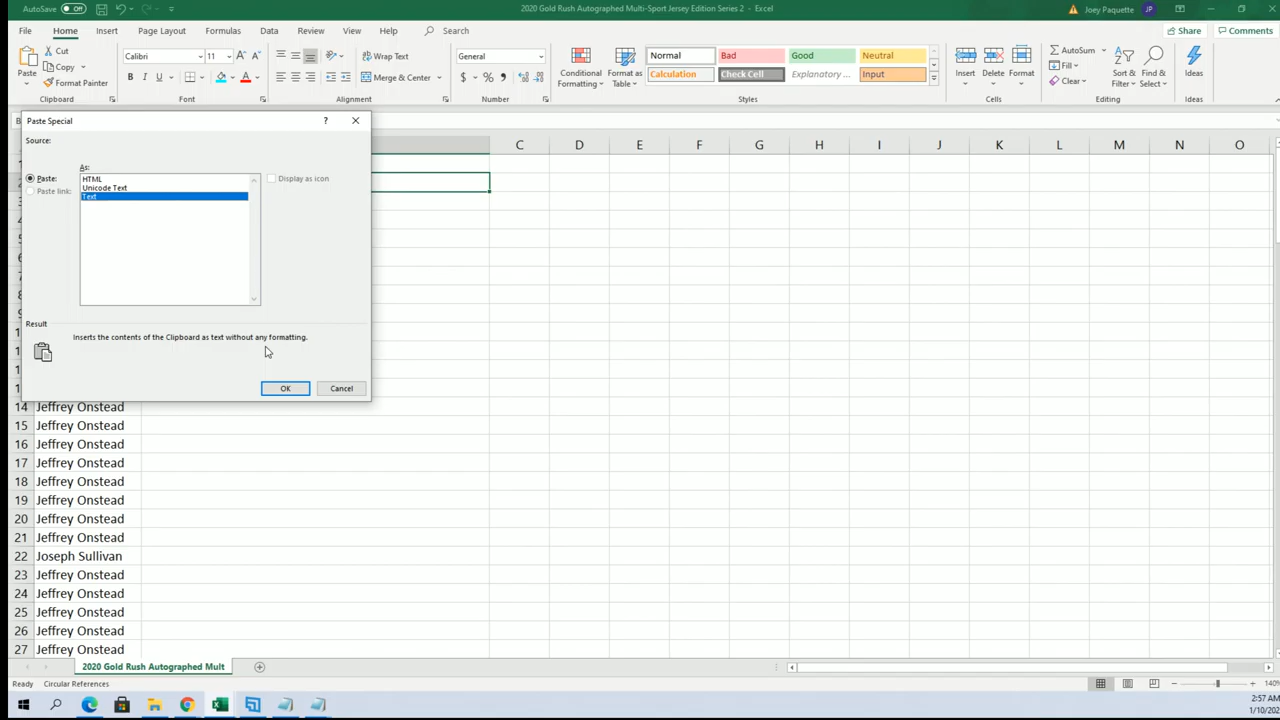 AutoSave Off 2020 Gold Rush Autographed Multi-Sport Jersey Edition Series 2 - Excel Joey Paquette JP
File Home Insert Page Layout Formulas Data Review View Help Search Share Comments
Paste Cut Copy Format Painter Clipboard
Calibri 11 A A B I U A Font
Wrap Text Merge & Center Alignment
General $ % Number
Conditional Formatting Format as Table
Normal Bad Good Neutral
Calculation Check Cell Explanatory ... Input
Styles
Insert Delete Format Cells
AutoSum Fill Clear Sort & Filter Find & Select Editing
Ideas Ideas
Paste Special ?
Source:
As:
Paste: HTML Display as icon
Paste link: Unicode Text
Text
Result
Inserts the contents of the Clipboard as text without any formatting.
OK Cancel
C D E F G H I J K L M N O
14 Jeffrey Onstead
15 Jeffrey Onstead
16 Jeffrey Onstead
17 Jeffrey Onstead
18 Jeffrey Onstead
19 Jeffrey Onstead
20 Jeffrey Onstead
21 Jeffrey Onstead
22 Joseph Sullivan
23 Jeffrey Onstead
24 Jeffrey Onstead
25 Jeffrey Onstead
26 Jeffrey Onstead
27 Jeffrey Onstead
2020 Gold Rush Autographed Mult
Ready Circular References 140%
2:57 AM
1/10/202